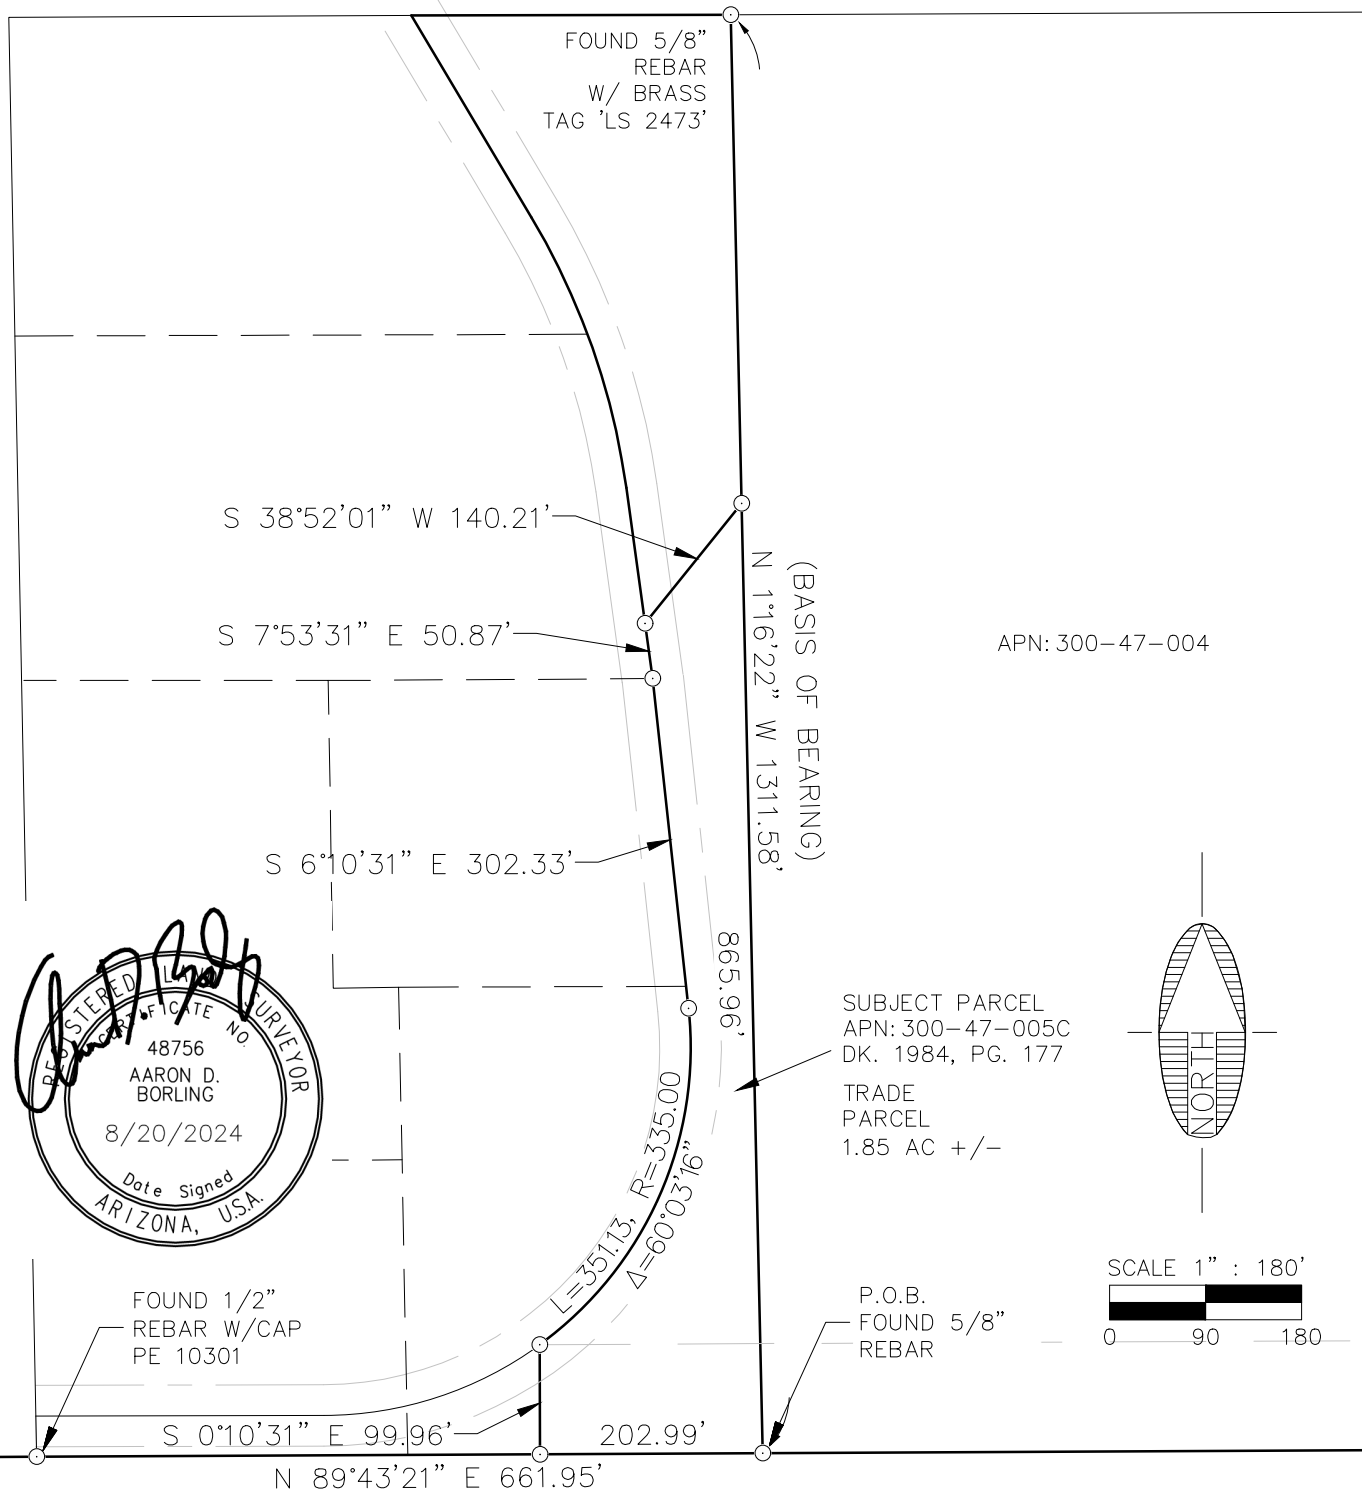 FOUND 5/8"
REBAR
W/ BRASS
TAG 'LS 2473'
S 38°52'01" W 140.21'
(BASIS OF BEARING)
N 1°16'22" W 1311.58'
S 7°53'31" E 50.87'
APN: 300-47-004
S 6°10'31" E 302.33'
865.96'
SUBJECT PARCEL
APN: 300-47-005C
DK. 1984, PG. 177
TRADE
PARCEL
1.85 AC +/-
NORTH
REGISTERED LAND SURVEYOR
CERTIFICATE NO.
48756
AARON D.
BORLING
8/20/2024
Date Signed
ARIZONA, U.S.A.
L=351.13, R=335.00
Δ=60°03'16"
SCALE 1" : 180'
0 90 180
FOUND 1/2"
REBAR W/CAP
PE 10301
P.O.B.
FOUND 5/8"
REBAR
S 0°10'31" E 99.96'
202.99'
N 89°43'21" E 661.95'